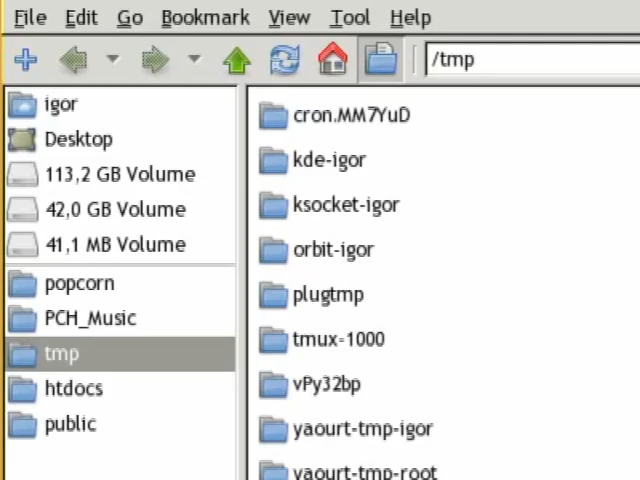 File Edit Go Bookmark View Tool Help
/tmp
igor
Desktop
113,2 GB Volume
42,0 GB Volume
41,1 MB Volume
popcorn
PCH_Music
tmp
htdocs
public
cron.MM7YuD
kde-igor
ksocket-igor
orbit-igor
plugtmp
tmux-1000
vPy32bp
yaourt-tmp-igor
yaourt-tmp-root